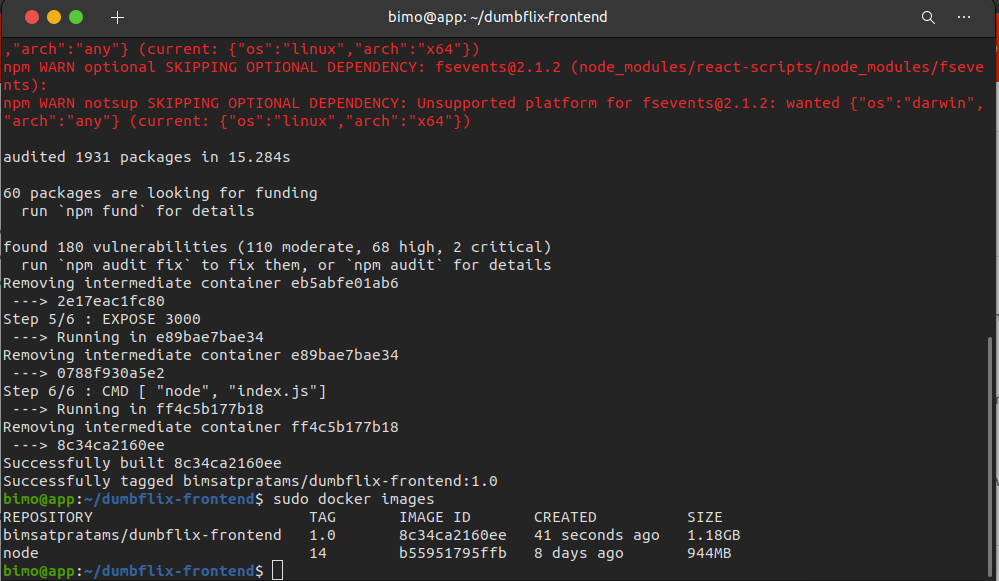 bimo@app: ~/dumbflix-frontend
,"arch":"any"} (current: {"os":"linux","arch":"x64"})
npm WARN optional SKIPPING OPTIONAL DEPENDENCY: fsevents@2.1.2 (node_modules/react-scripts/node_modules/fseve
nts):
npm WARN notsup SKIPPING OPTIONAL DEPENDENCY: Unsupported platform for fsevents@2.1.2: wanted {"os":"darwin",
"arch":"any"} (current: {"os":"linux","arch":"x64"})
audited 1931 packages in 15.284s
60 packages are looking for funding
run `npm fund` for details
found 180 vulnerabilities (110 moderate, 68 high, 2 critical)
run `npm audit fix` to fix them, or `npm audit` for details
Removing intermediate container eb5abfe01ab6
---> 2e17eac1fc80
Step 5/6 : EXPOSE 3000
---> Running in e89bae7bae34
Removing intermediate container e89bae7bae34
---> 0788f930a5e2
Step 6/6 : CMD [ "node", "index.js"]
---> Running in ff4c5b177b18
Removing intermediate container ff4c5b177b18
---> 8c34ca2160ee
Successfully built 8c34ca2160ee
Successfully tagged bimsatpratams/dumbflix-frontend:1.0
bimo@app:~/dumbflix-frontend$ sudo docker images
REPOSITORY TAG IMAGE ID CREATED SIZE
bimsatpratams/dumbflix-frontend 1.0 8c34ca2160ee 41 seconds ago 1.18GB
node 14 b55951795ffb 8 days ago 944MB
bimo@app:~/dumbflix-frontend$